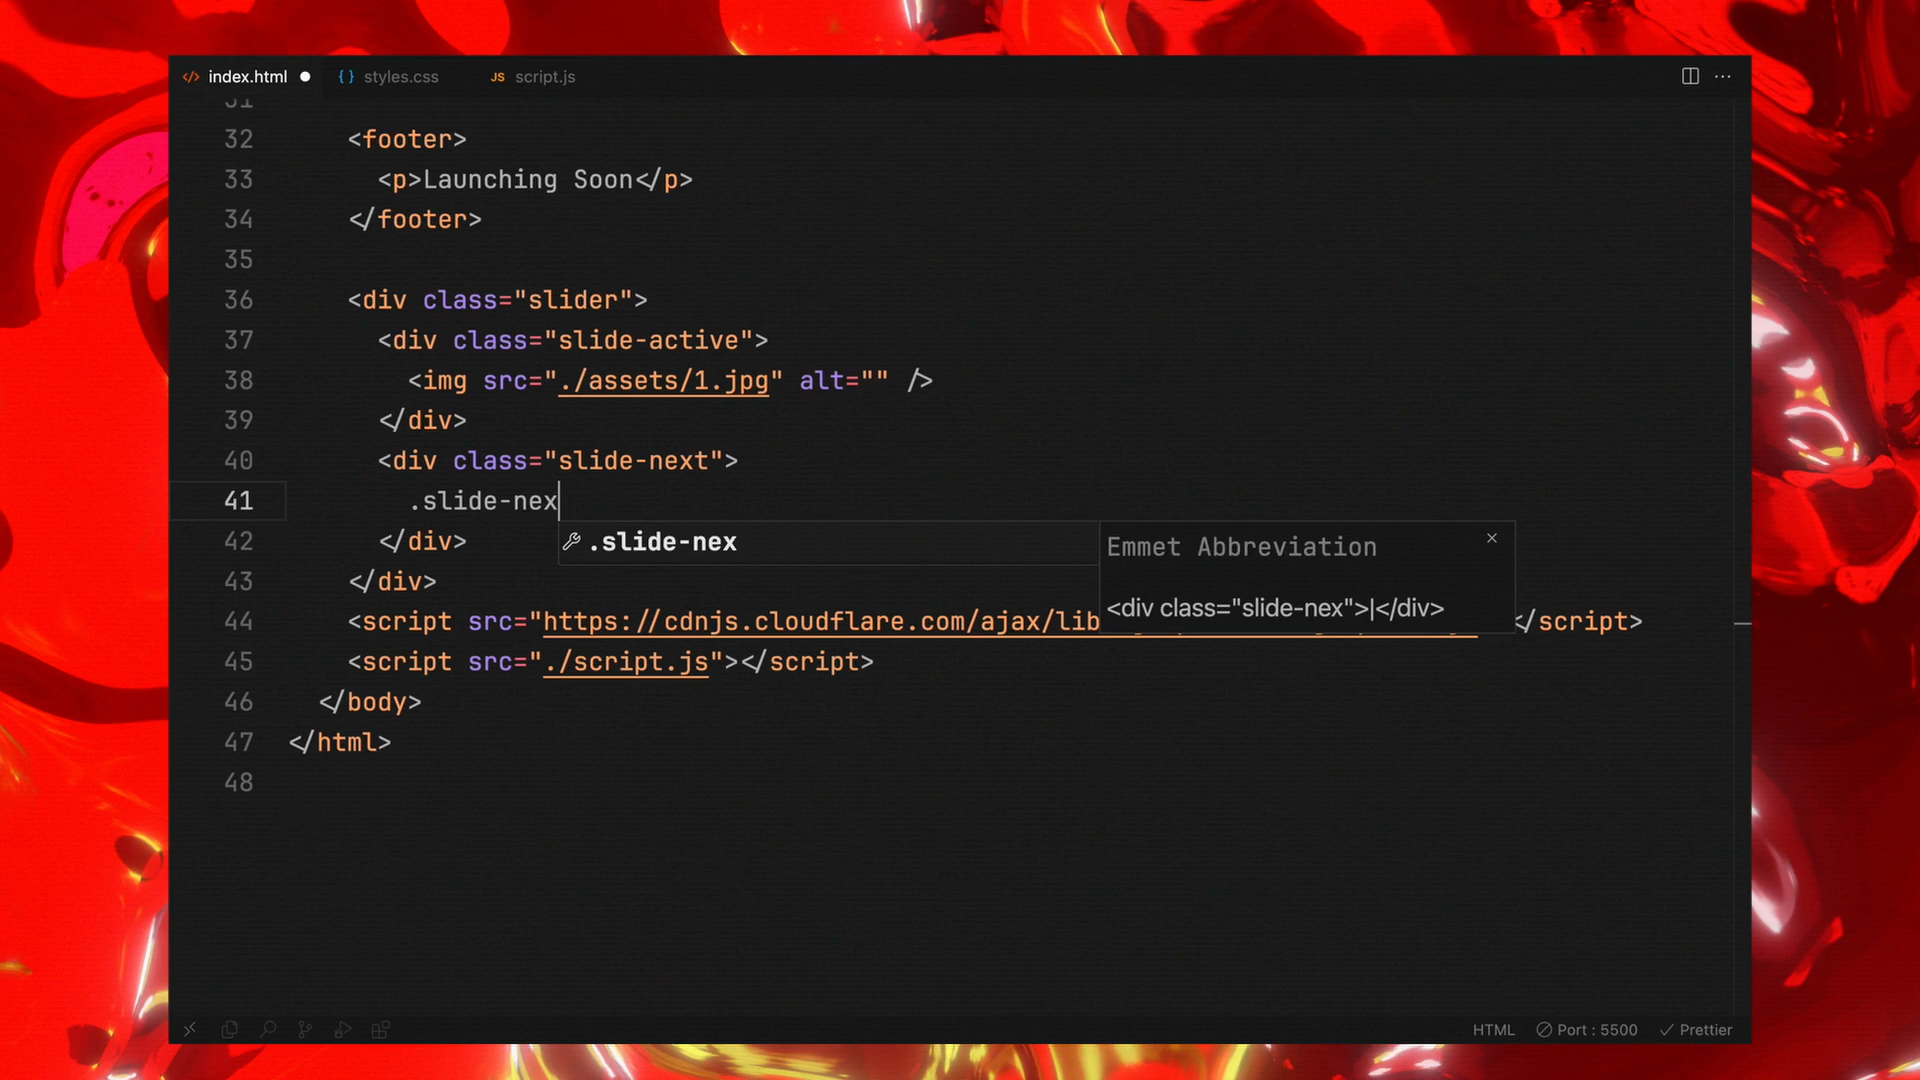 index.html
styles.css
JS script.js
31
32 <footer>
33 <p>Launching Soon</p>
34 </footer>
35
36 <div class="slider">
37 <div class="slide-active">
38 <img src="./assets/1.jpg" alt="" />
39 </div>
40 <div class="slide-next">
41 .slide-nex
42 </div>
.slide-nex
Emmet Abbreviation
<div class="slide-nex">|</div>
43 </div>
44 <script src="https://cdnjs.cloudflare.com/ajax/lib </script>
45 <script src="./script.js"></script>
46 </body>
47 </html>
48
HTML
Port : 5500
Prettier